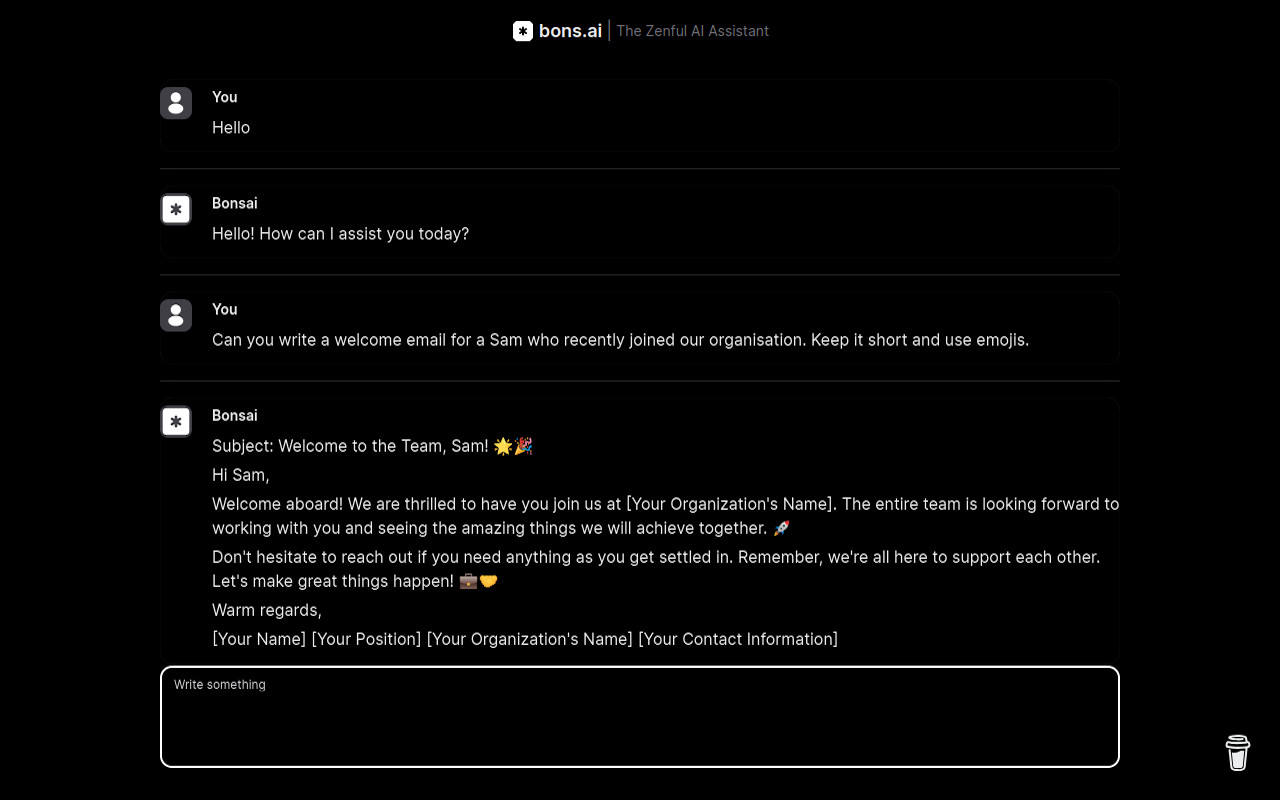 bons.ai | The Zenful AI Assistant
You
Hello
Bonsai
Hello! How can I assist you today?
You
Can you write a welcome email for a Sam who recently joined our organisation. Keep it short and use emojis.
Bonsai
Subject: Welcome to the Team, Sam! 🌟🎉
Hi Sam,
Welcome aboard! We are thrilled to have you join us at [Your Organization's Name]. The entire team is looking forward to
working with you and seeing the amazing things we will achieve together. 🚀
Don't hesitate to reach out if you need anything as you get settled in. Remember, we're all here to support each other.
Let's make great things happen! 💼🤝
Warm regards,
[Your Name] [Your Position] [Your Organization's Name] [Your Contact Information]
Write something